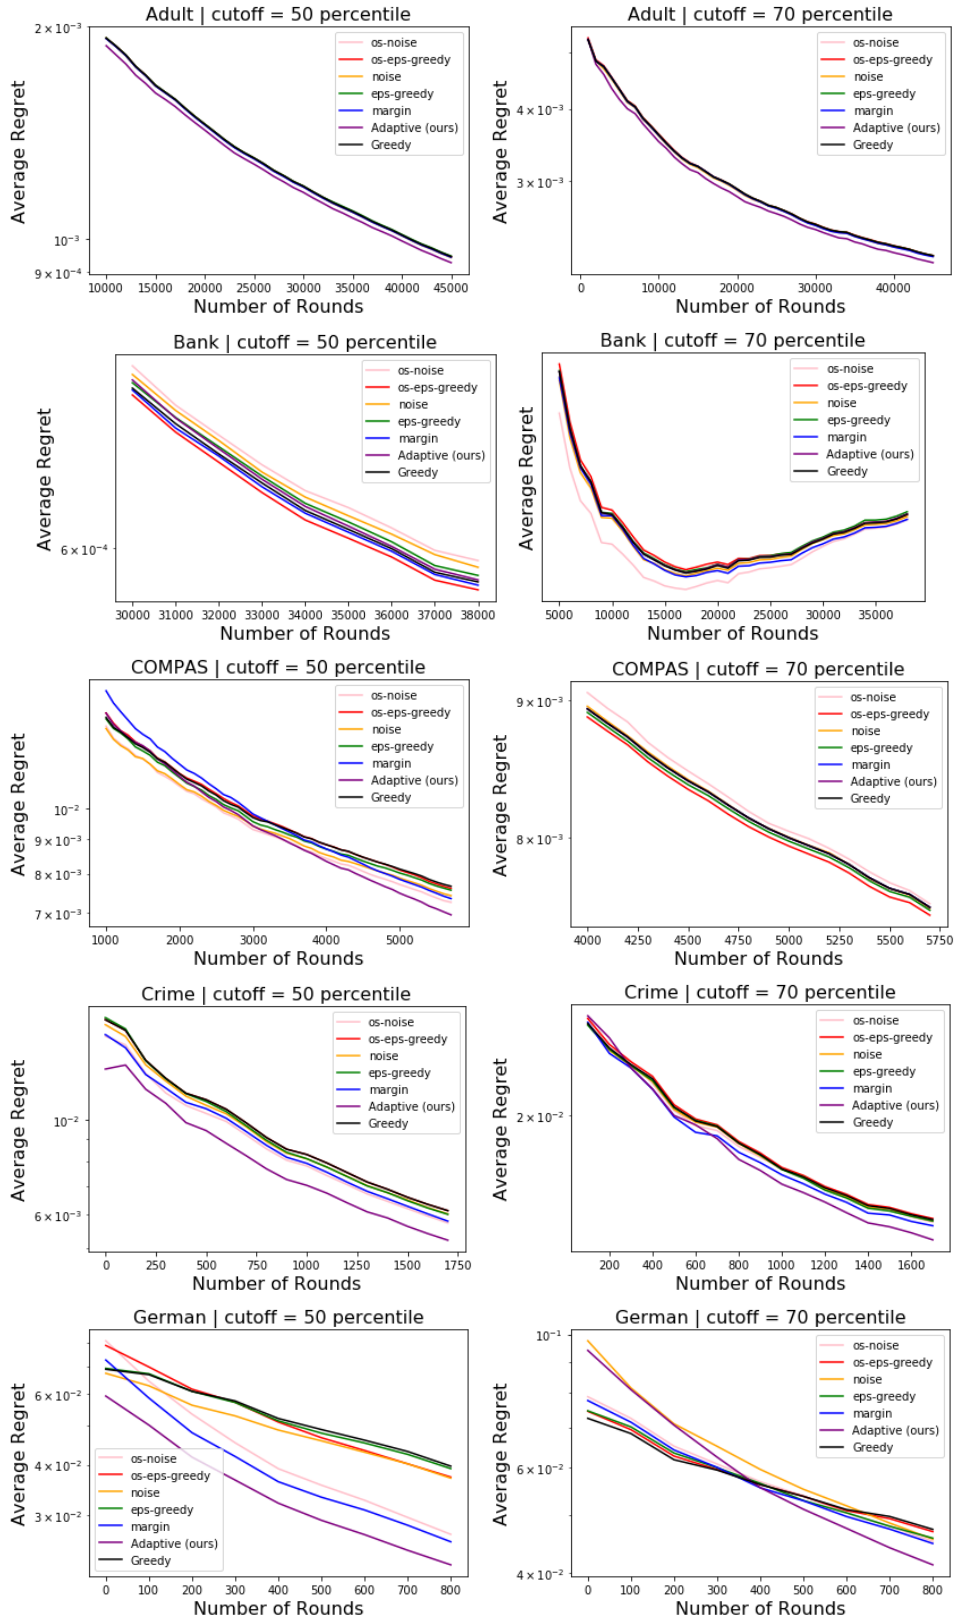 Adult | cutoff = 50 percentile
Average Regret
2 × 10⁻³
10⁻³
9 × 10⁻⁴
os-noise
os-eps-greedy
noise
eps-greedy
margin
Adaptive (ours)
Greedy
10000 15000 20000 25000 30000 35000 40000 45000
Number of Rounds
Adult | cutoff = 70 percentile
Average Regret
4 × 10⁻³
3 × 10⁻³
os-noise
os-eps-greedy
noise
eps-greedy
margin
Adaptive (ours)
Greedy
0 10000 20000 30000 40000
Number of Rounds
Bank | cutoff = 50 percentile
Average Regret
6 × 10⁻⁴
os-noise
os-eps-greedy
noise
eps-greedy
margin
Adaptive (ours)
Greedy
30000 31000 32000 33000 34000 35000 36000 37000 38000
Number of Rounds
Bank | cutoff = 70 percentile
Average Regret
os-noise
os-eps-greedy
noise
eps-greedy
margin
Adaptive (ours)
Greedy
5000 10000 15000 20000 25000 30000 35000
Number of Rounds
COMPAS | cutoff = 50 percentile
Average Regret
10⁻²
9 × 10⁻³
8 × 10⁻³
7 × 10⁻³
os-noise
os-eps-greedy
noise
eps-greedy
margin
Adaptive (ours)
Greedy
1000 2000 3000 4000 5000
Number of Rounds
COMPAS | cutoff = 70 percentile
Average Regret
9 × 10⁻³
8 × 10⁻³
os-noise
os-eps-greedy
noise
eps-greedy
margin
Adaptive (ours)
Greedy
4000 4250 4500 4750 5000 5250 5500 5750
Number of Rounds
Crime | cutoff = 50 percentile
Average Regret
10⁻²
6 × 10⁻³
os-noise
os-eps-greedy
noise
eps-greedy
margin
Adaptive (ours)
Greedy
0 250 500 750 1000 1250 1500 1750
Number of Rounds
Crime | cutoff = 70 percentile
Average Regret
2 × 10⁻²
os-noise
os-eps-greedy
noise
eps-greedy
margin
Adaptive (ours)
Greedy
200 400 600 800 1000 1200 1400 1600
Number of Rounds
German | cutoff = 50 percentile
Average Regret
6 × 10⁻²
4 × 10⁻²
3 × 10⁻²
os-noise
os-eps-greedy
noise
eps-greedy
margin
Adaptive (ours)
Greedy
0 100 200 300 400 500 600 700 800
Number of Rounds
German | cutoff = 70 percentile
Average Regret
10⁻¹
6 × 10⁻²
4 × 10⁻²
os-noise
os-eps-greedy
noise
eps-greedy
margin
Adaptive (ours)
Greedy
0 100 200 300 400 500 600 700 800
Number of Rounds